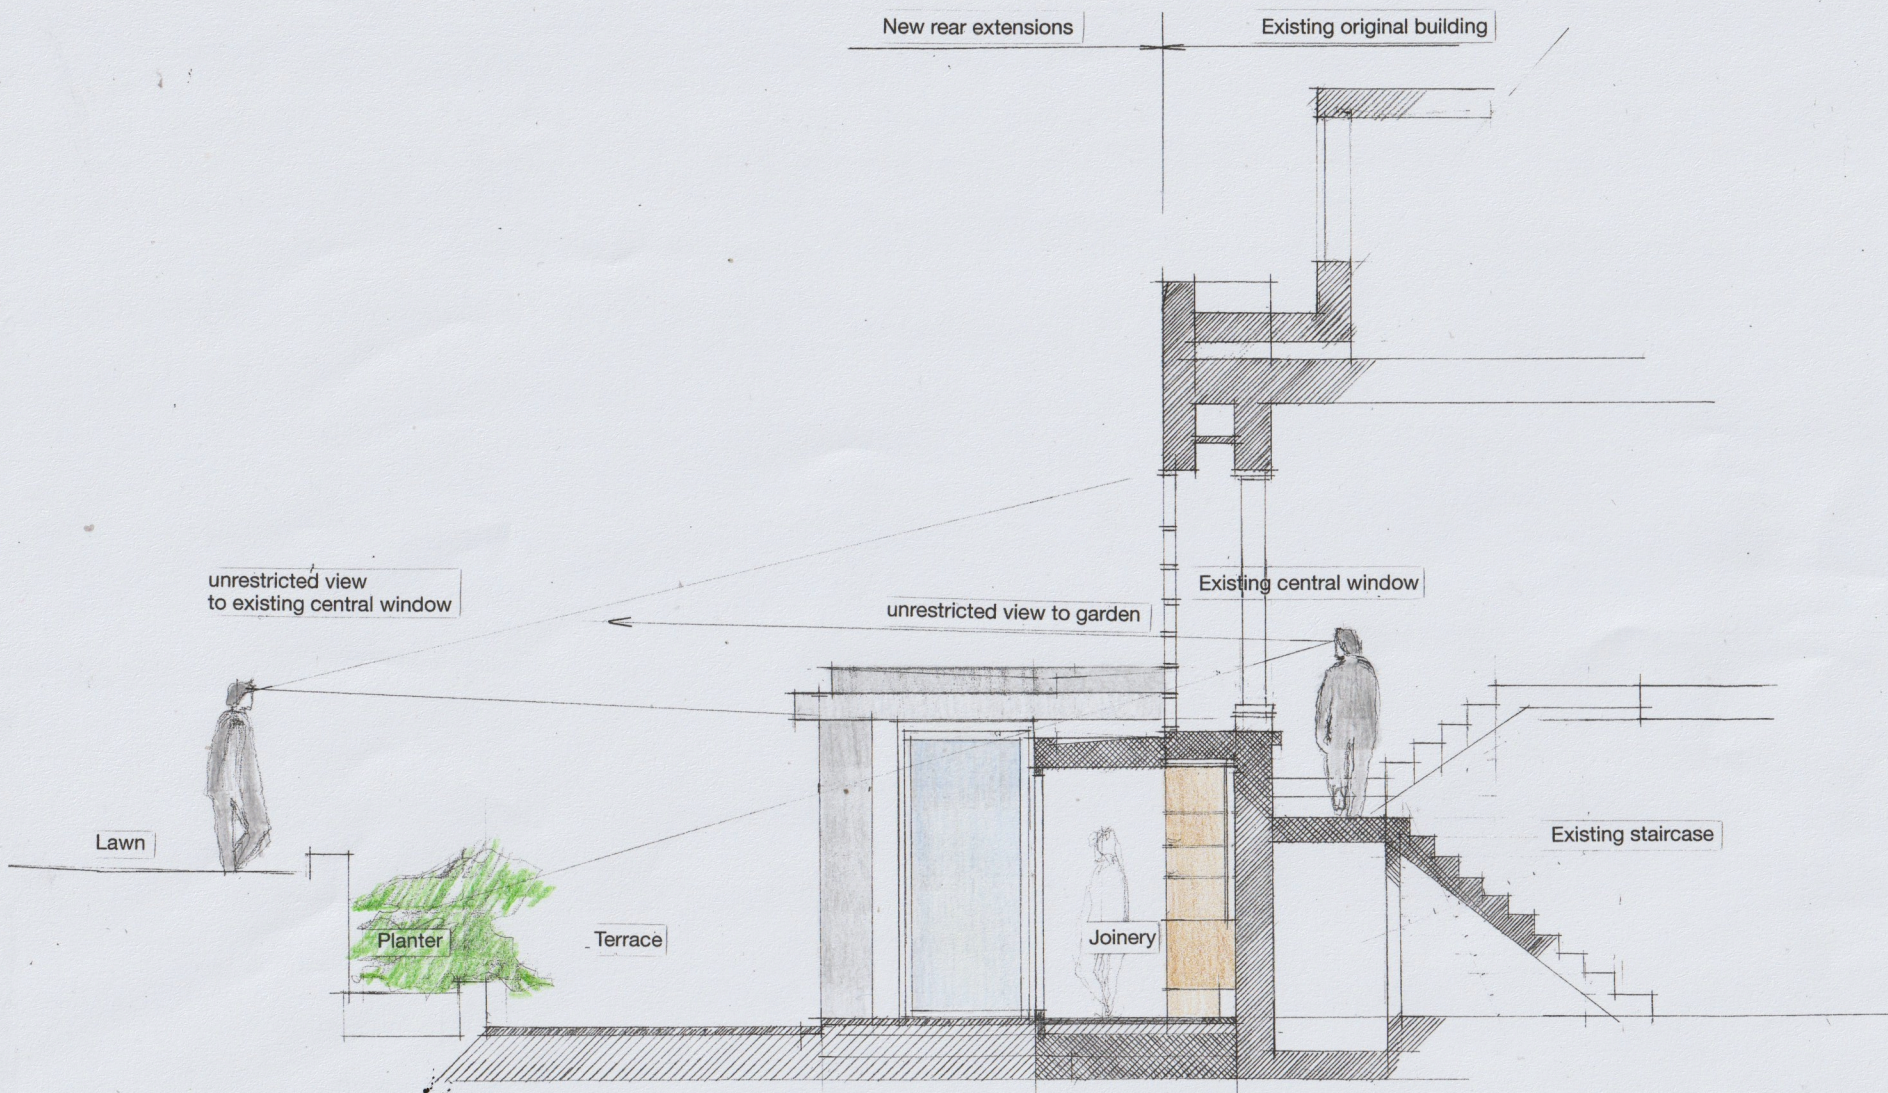 New rear extensions
Existing original building
unrestricted view
to existing central window
Existing central window
unrestricted view to garden
Lawn
Existing staircase
Planter
Terrace
Joinery